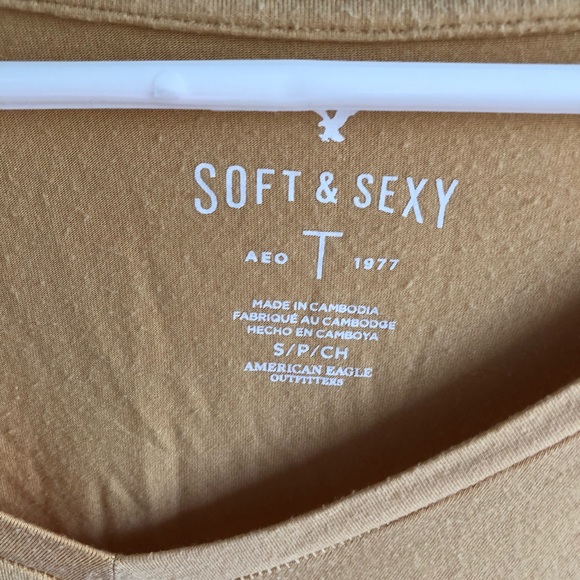 SOFT & SEXY
AEO T 1977
MADE IN CAMBODIA
FABRIQUÉ AU CAMBODGE
HECHO EN CAMBOYA
S/P/CH
AMERICAN EAGLE
OUTFITTERS